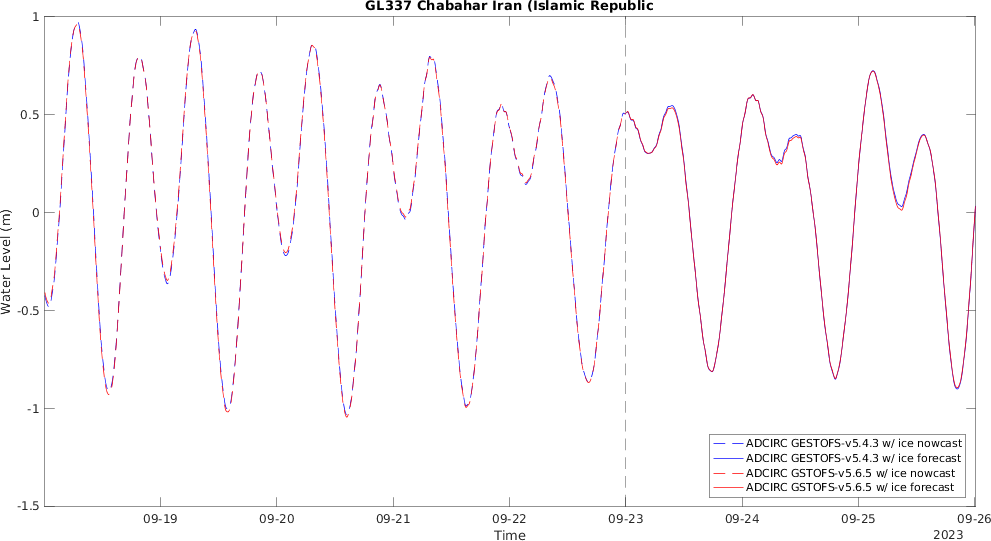 GL337 Chabahar Iran (Islamic Republic
Water Level (m)
1
0.5
0
-0.5
-1
-1.5
09-19
09-20
09-21
09-22
09-23
09-24
09-25
09-26
2023
Time
ADCIRC GESTOFS-v5.4.3 w/ ice nowcast
ADCIRC GESTOFS-v5.4.3 w/ ice forecast
ADCIRC GSTOFS-v5.6.5 w/ ice nowcast
ADCIRC GSTOFS-v5.6.5 w/ ice forecast